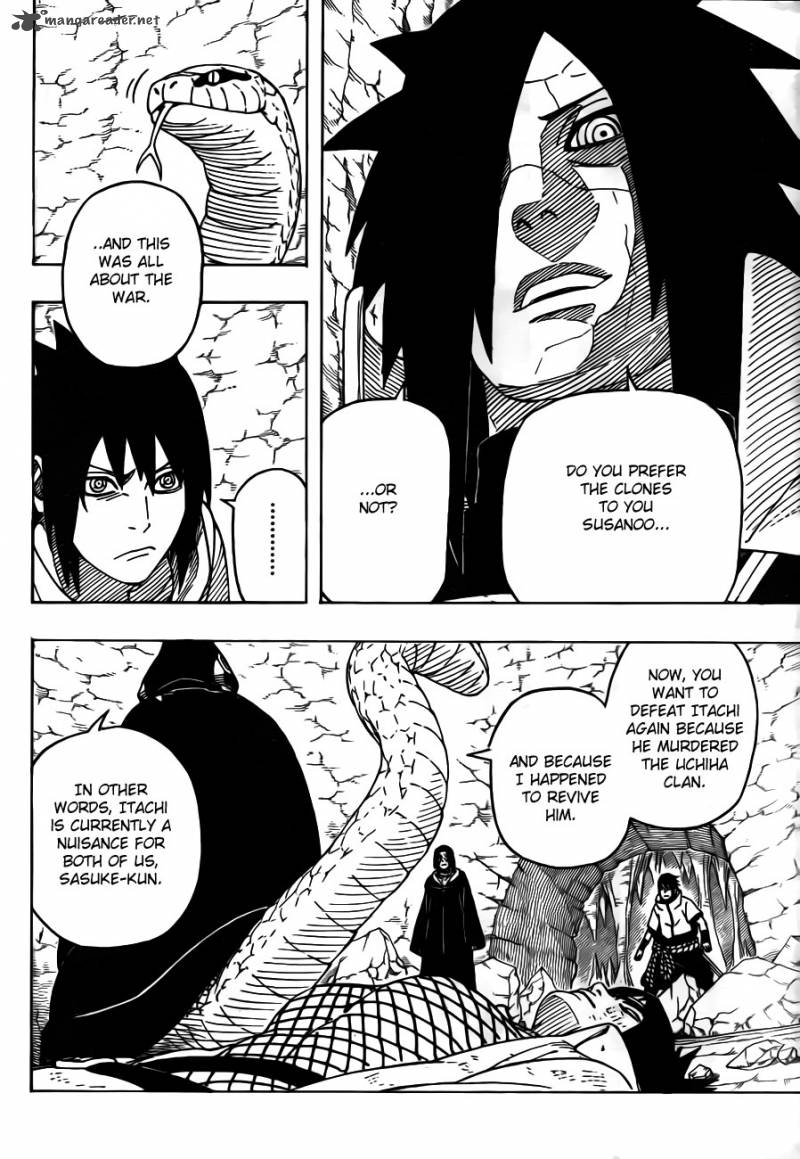 mangareader.net
DO YOU PREFER
THE CLONES
TO YOU
SUSANOO...
...OR
NOT?
..AND THIS
WAS ALL
ABOUT THE
WAR.
.........
NOW, YOU
WANT TO
DEFEAT ITACHI
AGAIN BECAUSE
HE MURDERED
THE UCHIHA
CLAN.
AND BECAUSE
I HAPPENED
TO REVIVE
HIM.
IN OTHER
WORDS, ITACHI
IS CURRENTLY A
NUISANCE FOR
BOTH OF US,
SASUKE-KUN.